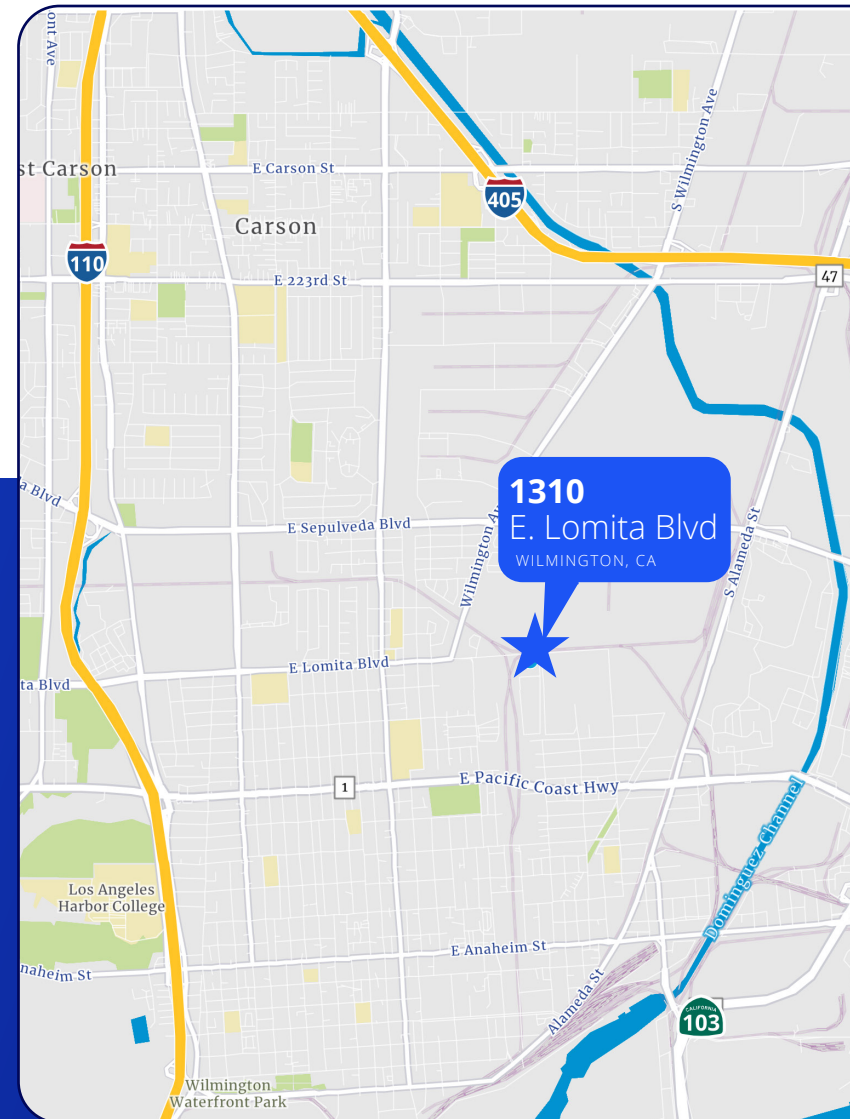 ont Ave
st Carson
E Carson St
Carson
405
S Wilmington Ave
110
E 223rd St
47
a Blvd
E Sepulveda Blvd
Wilmington Av
1310
E. Lomita Blvd
WILMINGTON, CA
S Alameda St
E Lomita Blvd
ta Blvd
1
E Pacific Coast Hwy
Dominguez Channel
Los Angeles
Harbor College
E Anaheim St
naheim St
Alameda St
CALIFORNIA
103
Wilmington
Waterfront Park